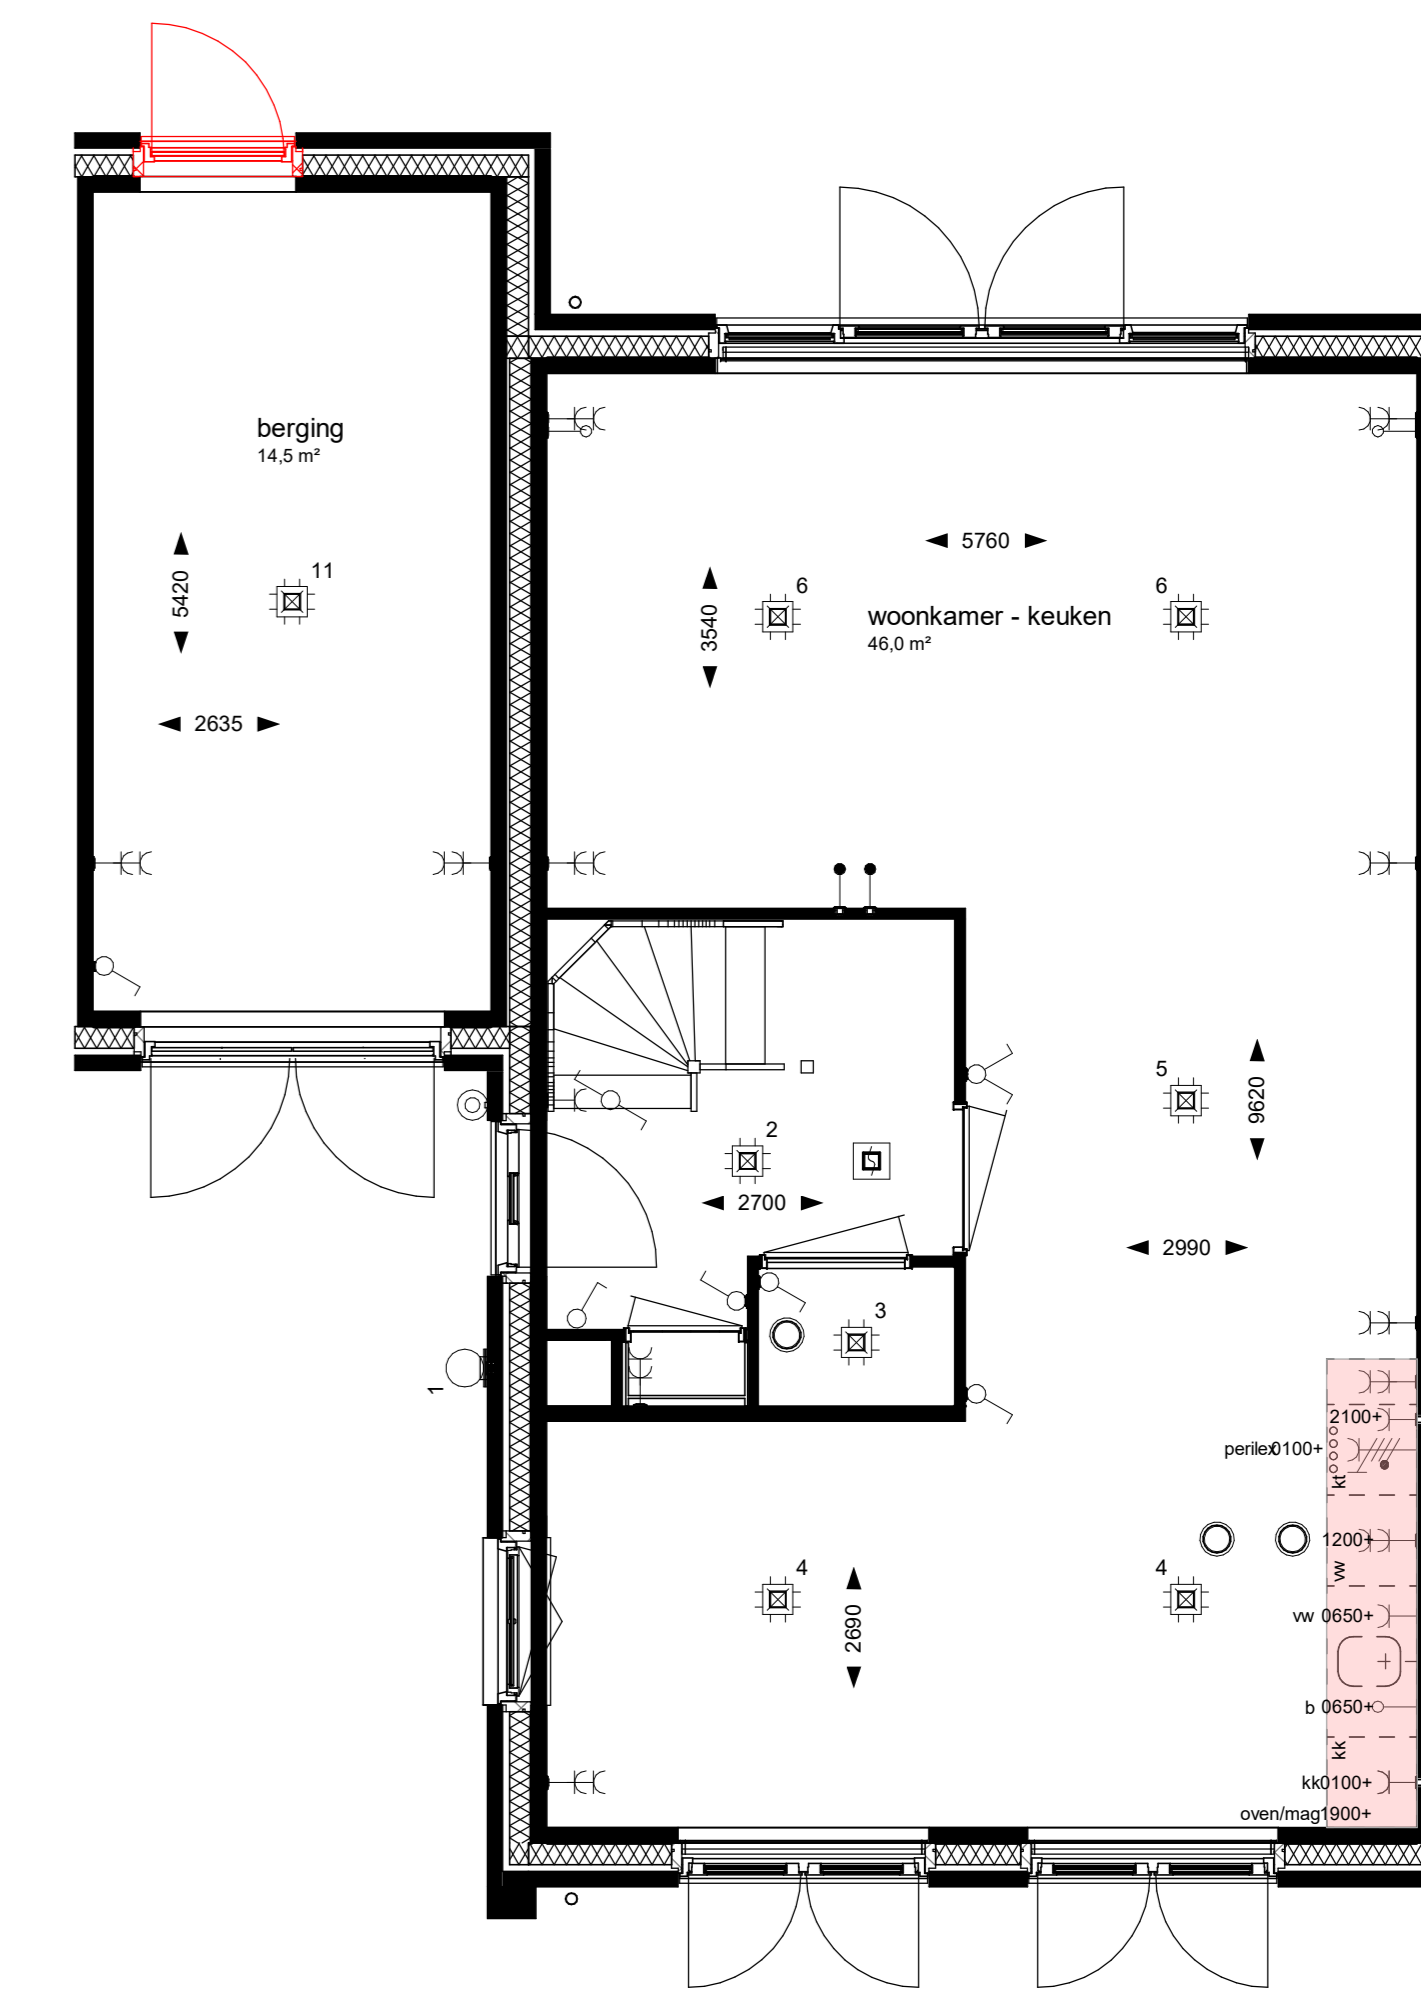 berging
14,5 m²
11
5420
2635
5760
3540
6
woonkamer - keuken
46,0 m²
6
5
9620
2
2700
2990
3
1
2100+
perilex0100+
kt
1200+
vw
vw 0650+
4
2690
4
b 0650+
kk
kk0100+
oven/mag1900+